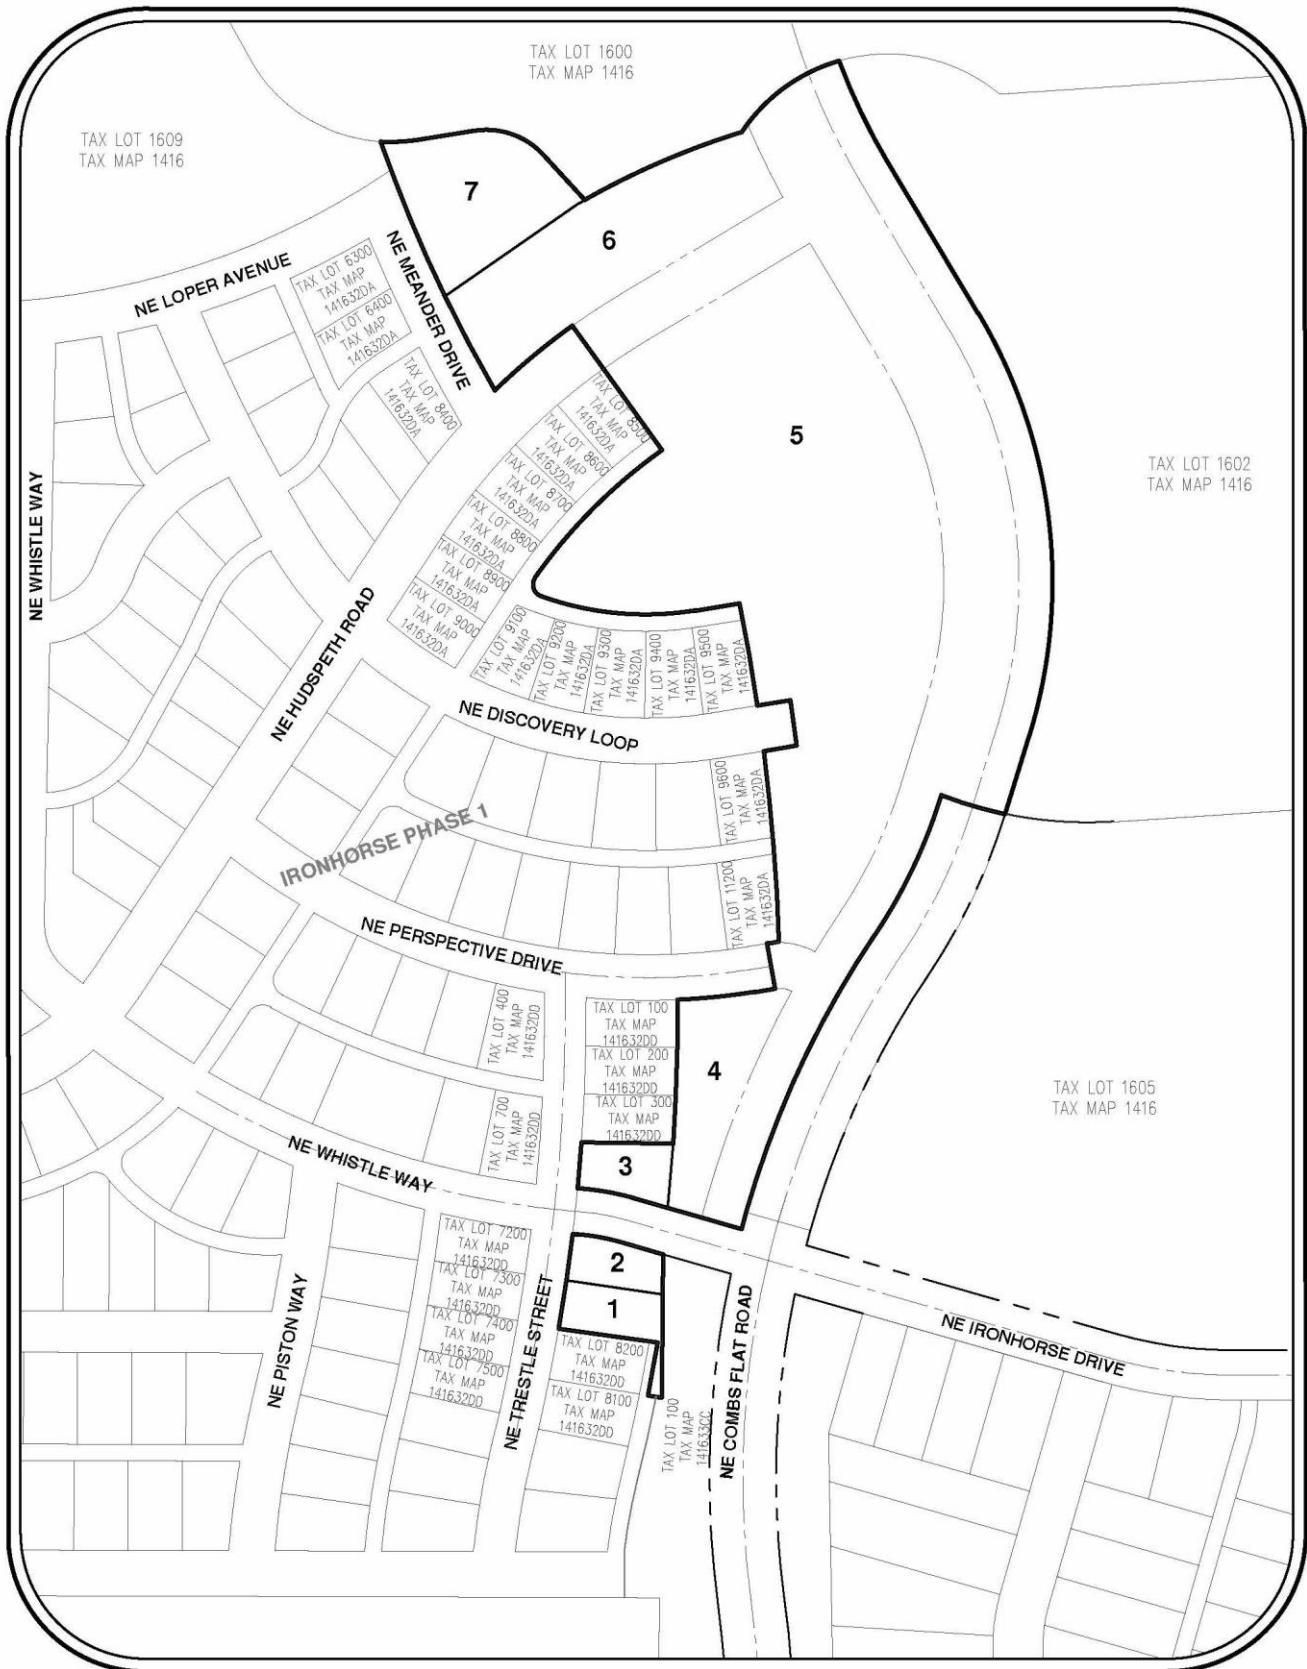 TAX LOT 1600
TAX MAP 1416
TAX LOT 1609
TAX MAP 1416
7
6
NE LOPER AVENUE
NE MEANDER DRIVE
TAX LOT 6300
TAX MAP
141632DA
TAX LOT 6400
TAX MAP
141632DA
TAX LOT 8400
TAX MAP
141632DA
TAX LOT 8500
TAX MAP
141632DA
TAX LOT 8600
TAX MAP
141632DA
TAX LOT 8700
TAX MAP
141632DA
TAX LOT 8800
TAX MAP
141632DA
TAX LOT 8900
TAX MAP
141632DA
TAX LOT 9000
TAX MAP
141632DA
5
TAX LOT 1602
TAX MAP 1416
NE WHISTLE WAY
NE HUDSPETH ROAD
TAX LOT 9100
TAX MAP
141632DA
TAX LOT 9200
TAX MAP
141632DA
TAX LOT 9300
TAX MAP
141632DA
TAX LOT 9400
TAX MAP
141632DA
TAX LOT 9500
TAX MAP
141632DA
NE DISCOVERY LOOP
TAX LOT 9600
TAX MAP
141632DA
IRONHORSE PHASE 1
TAX LOT 11200
TAX MAP
141632DA
NE PERSPECTIVE DRIVE
TAX LOT 400
TAX MAP
141632DD
TAX LOT 100
TAX MAP
141632DD
TAX LOT 200
TAX MAP
141632DD
TAX LOT 300
TAX MAP
141632DD
4
TAX LOT 1605
TAX MAP 1416
TAX LOT 700
TAX MAP
141632DD
3
NE WHISTLE WAY
TAX LOT 7200
TAX MAP
141632DD
TAX LOT 7300
TAX MAP
141632DD
TAX LOT 7400
TAX MAP
141632DD
TAX LOT 7500
TAX MAP
141632DD
2
1
NE PISTON WAY
NE TRESTLE STREET
TAX LOT 8200
TAX MAP
141632DD
TAX LOT 8100
TAX MAP
141632DD
TAX LOT 100
TAX MAP
141633CC
NE COMBS FLAT ROAD
NE IRONHORSE DRIVE